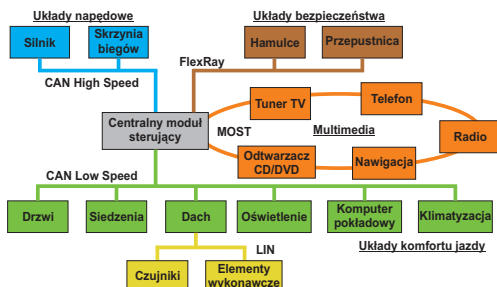 Układy napędowe
Układy bezpieczeństwa
Silnik
Skrzynia
biegów
Hamulce
Przepustnica
FlexRay
CAN High Speed
Tuner TV
Telefon
Centralny moduł
sterujący
MOST
Multimedia
Radio
Odtwarzacz
CD/DVD
Nawigacja
CAN Low Speed
Drzwi
Siedzenia
Dach
Oświetlenie
Komputer
pokładowy
Klimatyzacja
LIN
Układy komfortu jazdy
Czujniki
Elementy
wykonawcze